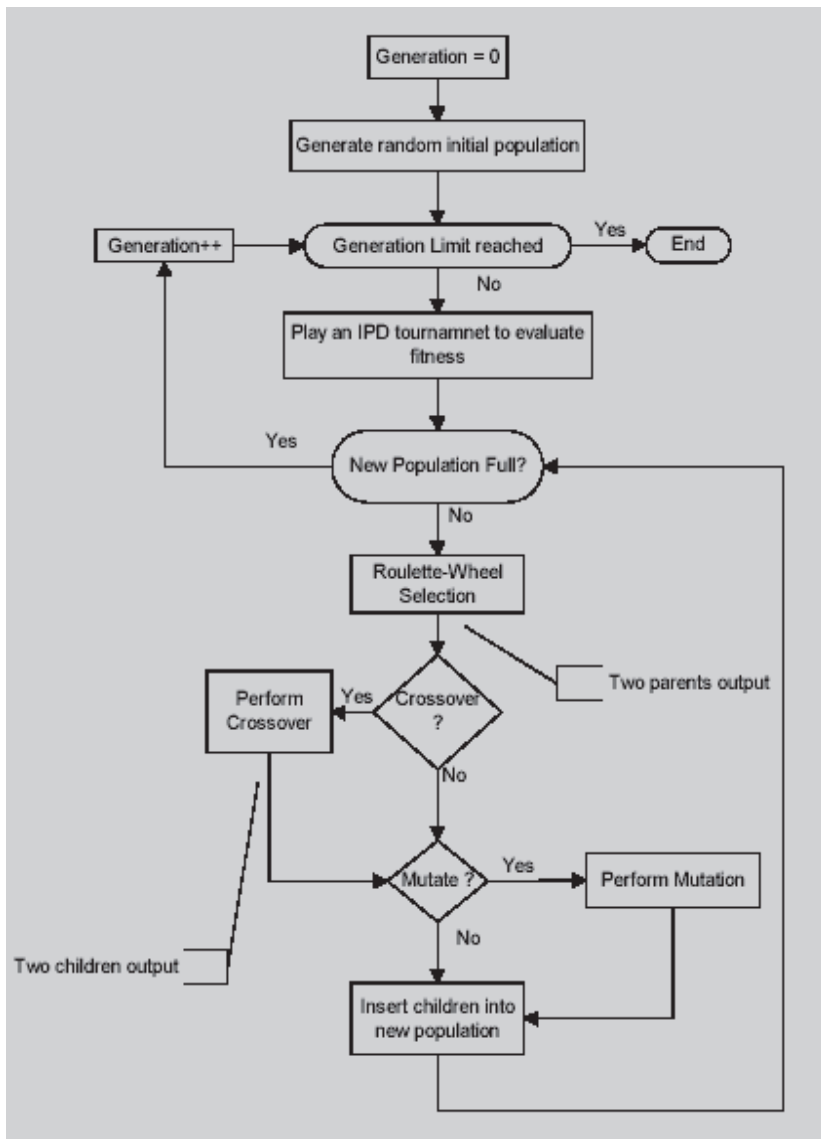 Generation = 0
Generate random initial population
Generation++
Generation Limit reached
Yes
End
No
Play an IPD tournamnet to evaluate
fitness
Yes
New Population Full?
No
Roulette-Wheel
Selection
Two parents output
Perform
Crossover
Yes
Crossover
?
No
Mutate ?
Yes
Perform Mutation
No
Two children output
Insert children into
new population